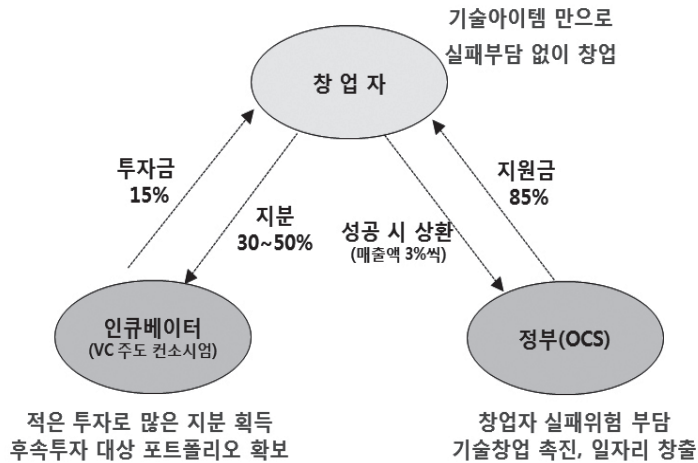 기술아이템 만으로
실패부담 없이 창업
창 업 자
투자금
15%
지분
30~50%
성공 시 상환
(매출액 3%씩)
지원금
85%
인큐베이터
(VC 주도 컨소시엄)
정부(OCS)
적은 투자로 많은 지분 획득
후속투자 대상 포트폴리오 확보
창업자 실패위험 부담
기술창업 촉진, 일자리 창출